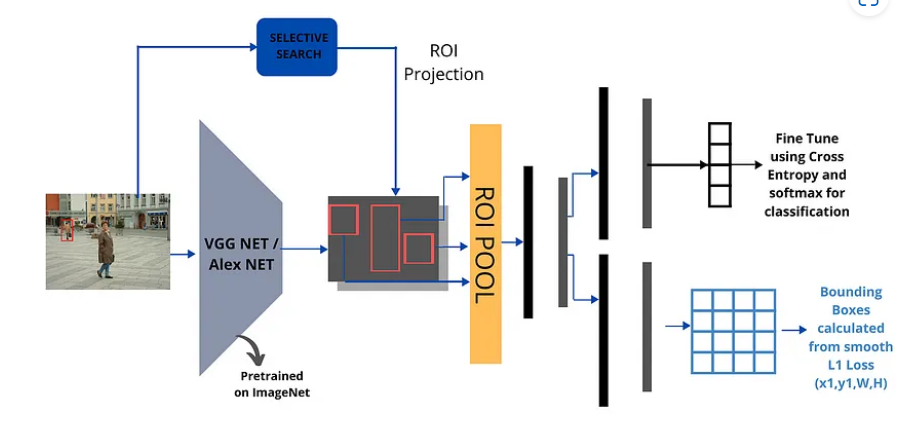 SELECTIVE
SEARCH
ROI
Projection
VGG NET /
Alex NET
Pretrained
on ImageNet
ROI POOL
Fine Tune
using Cross
Entropy and
softmax for
classification
Bounding
Boxes
calculated
from smooth
L1 Loss
(x1,y1,W,H)